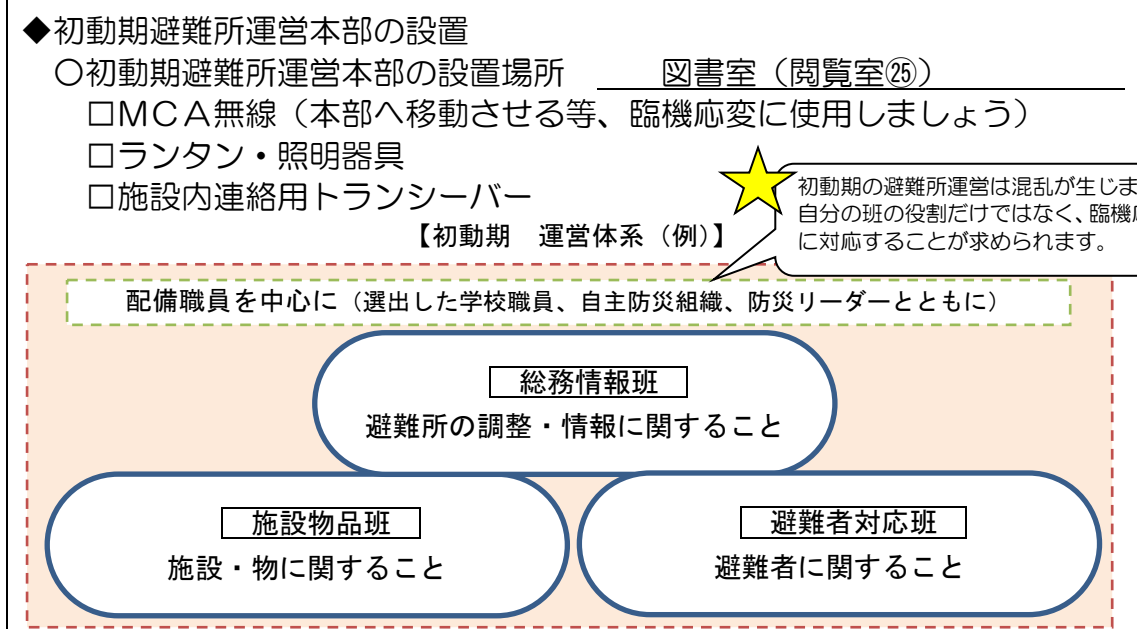 ◆初動期避難所運営本部の設置
○初動期避難所運営本部の設置場所　　図書室（閲覧室㉕）
□ＭＣＡ無線（本部へ移動させる等、臨機応変に使用しましょう）
□ランタン・照明器具
□施設内連絡用トランシーバー
初動期の避難所運営は混乱が生じま
自分の班の役割だけではなく、臨機
に対応することが求められます。
【初動期　運営体系（例）】
配備職員を中心に（選出した学校職員、自主防災組織、防災リーダーとともに）
総務情報班
避難所の調整・情報に関すること
施設物品班
施設・物に関すること
避難者対応班
避難者に関すること